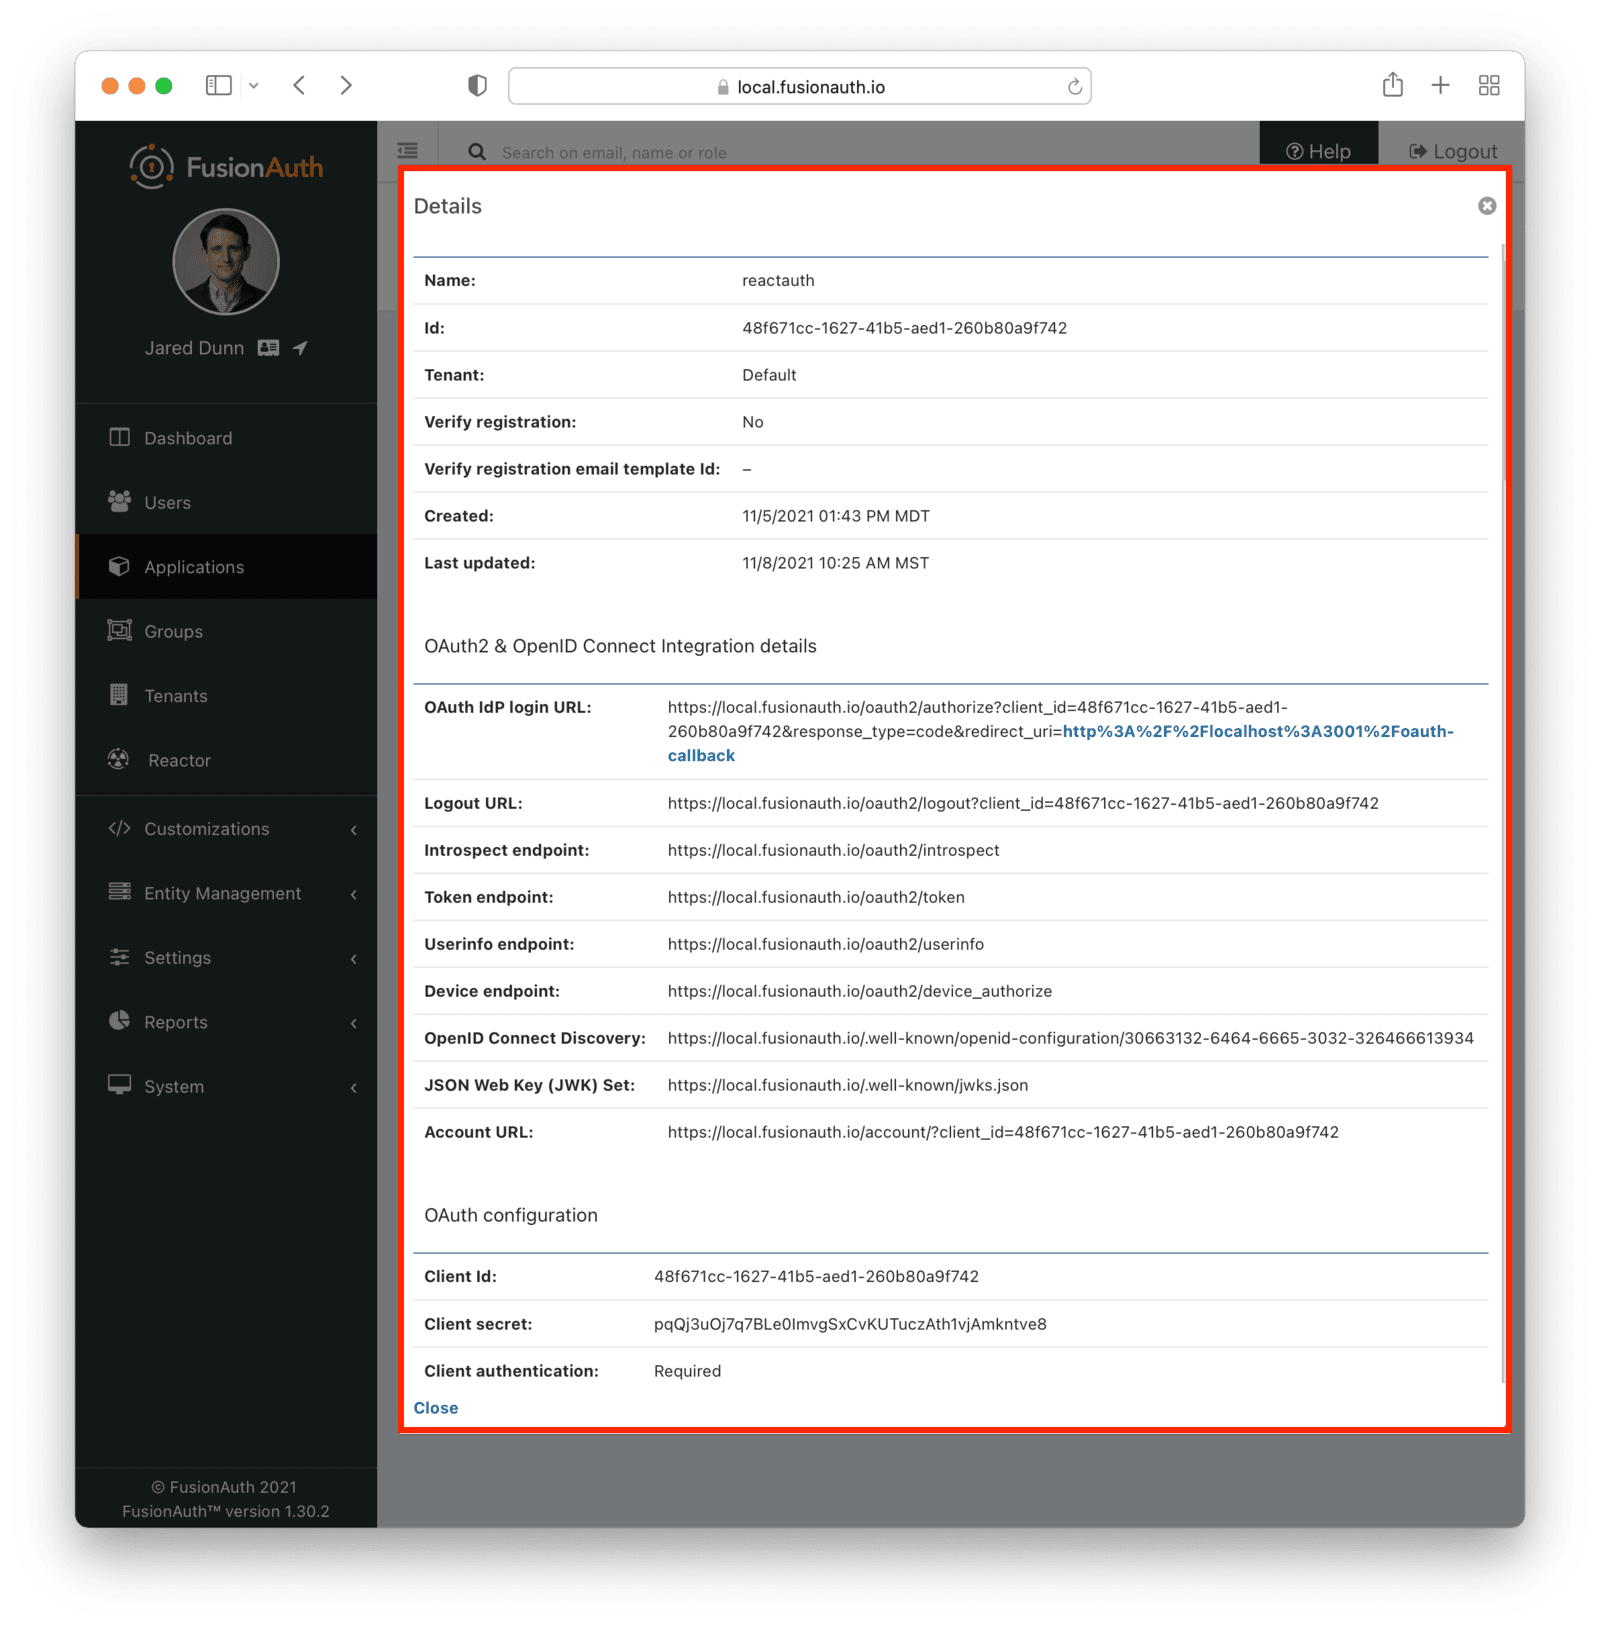 local.fusionauth.io
FusionAuth
Search on email, name or role
Help
Logout
Jared Dunn
Dashboard
Users
Applications
Groups
Tenants
Reactor
Customizations
Entity Management
Settings
Reports
System
© FusionAuth 2021
FusionAuth™ version 1.30.2
Details
Name: reactauth
Id: 48f671cc-1627-41b5-aed1-260b80a9f742
Tenant: Default
Verify registration: No
Verify registration email template Id: –
Created: 11/5/2021 01:43 PM MDT
Last updated: 11/8/2021 10:25 AM MST
OAuth2 & OpenID Connect Integration details
OAuth IdP login URL: https://local.fusionauth.io/oauth2/authorize?client_id=48f671cc-1627-41b5-aed1-
260b80a9f742&response_type=code&redirect_uri=http%3A%2F%2Flocalhost%3A3001%2Foauth-
callback
Logout URL: https://local.fusionauth.io/oauth2/logout?client_id=48f671cc-1627-41b5-aed1-260b80a9f742
Introspect endpoint: https://local.fusionauth.io/oauth2/introspect
Token endpoint: https://local.fusionauth.io/oauth2/token
Userinfo endpoint: https://local.fusionauth.io/oauth2/userinfo
Device endpoint: https://local.fusionauth.io/oauth2/device_authorize
OpenID Connect Discovery: https://local.fusionauth.io/.well-known/openid-configuration/30663132-6464-6665-3032-326466613934
JSON Web Key (JWK) Set: https://local.fusionauth.io/.well-known/jwks.json
Account URL: https://local.fusionauth.io/account/?client_id=48f671cc-1627-41b5-aed1-260b80a9f742
OAuth configuration
Client Id: 48f671cc-1627-41b5-aed1-260b80a9f742
Client secret: pqQj3uOj7q7BLe0ImvgSxCvKUTuczAth1vjAmkntve8
Client authentication: Required
Close